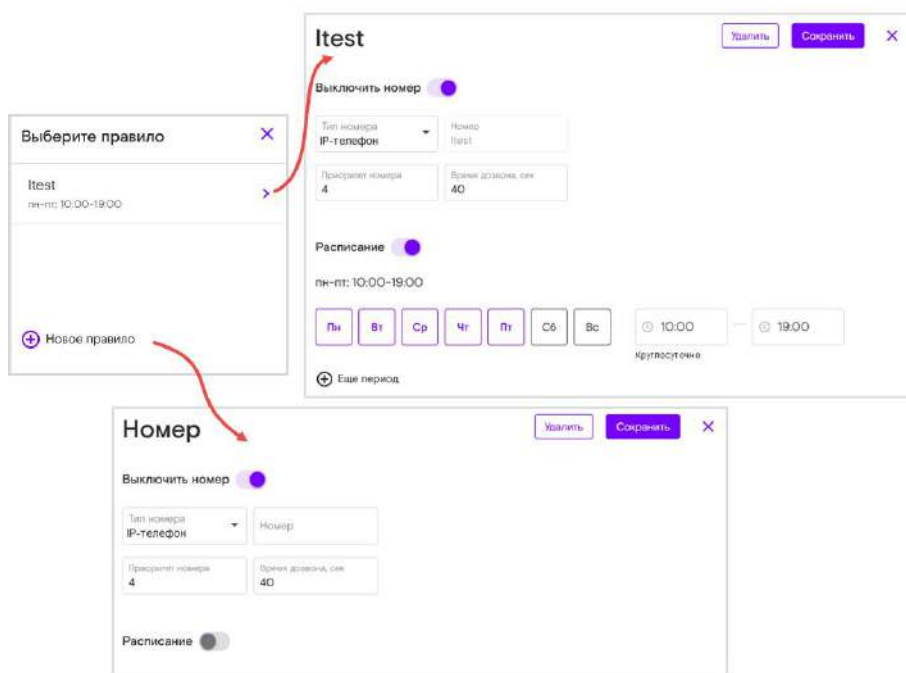 Itest
Удалить
Сохранить
Выключить номер
Тип номера
IP-телефон
Номер
Itest
Приоритет номера
4
Время дозвона, сек
40
Расписание
пн-пт: 10:00-19:00
Пн Вт Ср Чт Пт Сб Вс 10:00 — 19:00
Круглосуточно
Еще период
Выберите правило
Itest
пн-пт: 10:00-19:00
Новое правило
Номер
Удалить
Сохранить
Выключить номер
Тип номера
IP-телефон
Номер
Приоритет номера
4
Время дозвона, сек
40
Расписание